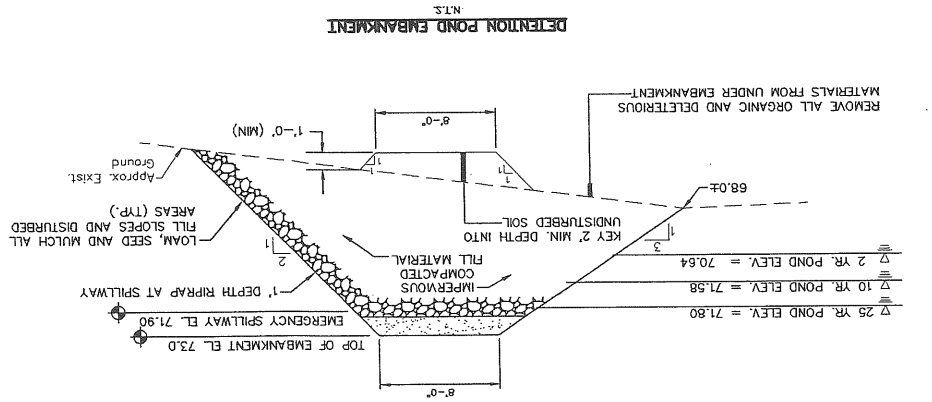 8'-0"
TOP OF EMBANKMENT EL. 73.0
EMERGENCY SPILLWAY EL. 71.90
25 YR. POND ELEV. = 71.80
10 YR. POND ELEV. = 71.58
2 YR. POND ELEV. = 70.64
1' DEPTH RIPRAP AT SPILLWAY
IMPERVIOUS
COMPACTED
FILL MATERIAL
2
1
1
3
LOAM, SEED AND MULCH ALL
FILL SLOPES AND DISTURBED
AREAS (TYP.)
KEY, 2' MIN. DEPTH INTO
UNDISTURBED SOIL
68.0±
Approx. Exist.
Ground
1
1
1
1
1'-0" (MIN)
8'-0"
REMOVE ALL ORGANIC AND DELETERIOUS
MATERIALS FROM UNDER EMBANKMENT
DETENTION POND EMBANKMENT
N.T.S.